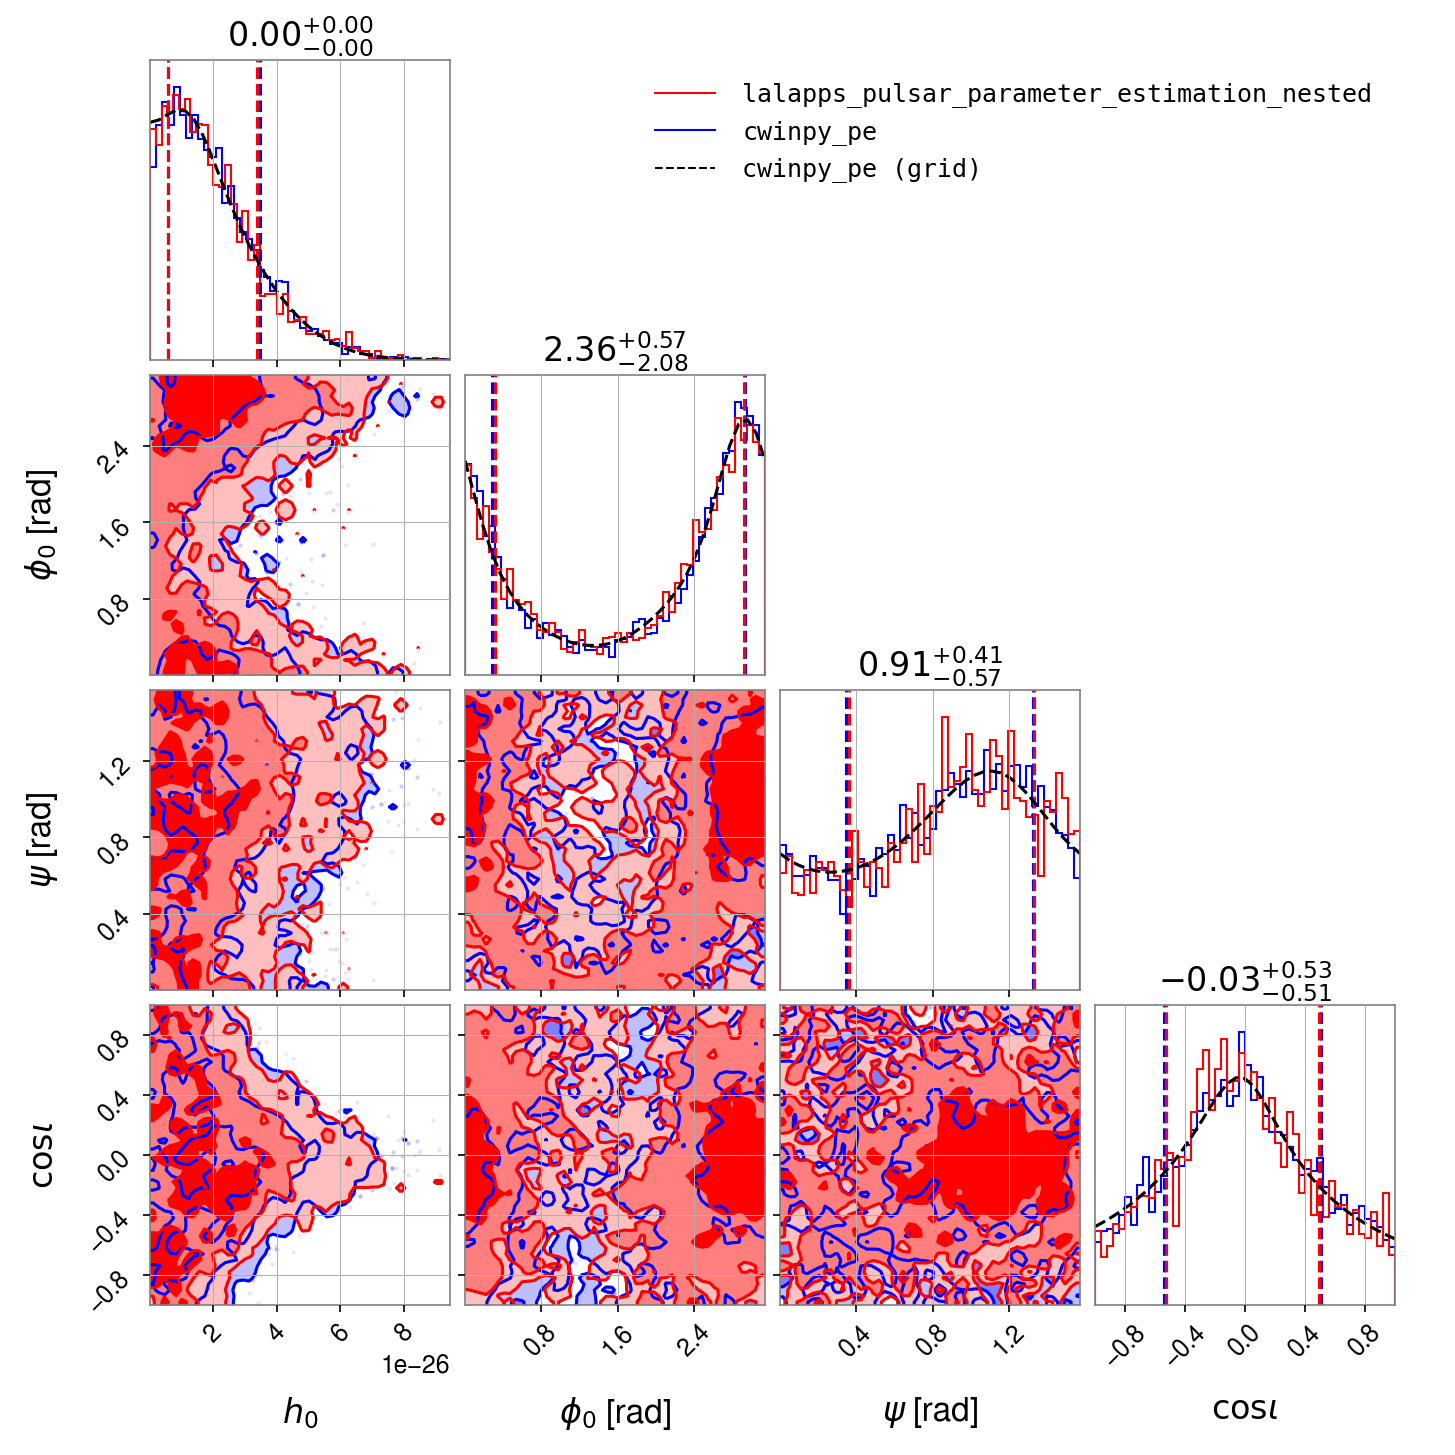 0.00+0.00−0.00
lalapps_pulsar_parameter_estimation_nested
cwinpy_pe
cwinpy_pe (grid)
2.36+0.57−2.08
ϕ0 [rad]
2.4
1.6
0.8
0.91+0.41−0.57
ψ [rad]
1.2
0.8
0.4
−0.03+0.53−0.51
cosι
0.8
0.4
0.0
−0.4
−0.8
2 4 6 8 0.8 1.6 2.4 0.4 0.8 1.2 −0.8 −0.4 0.0 0.4 0.8
1e−26
h0 ϕ0 [rad] ψ [rad] cosι